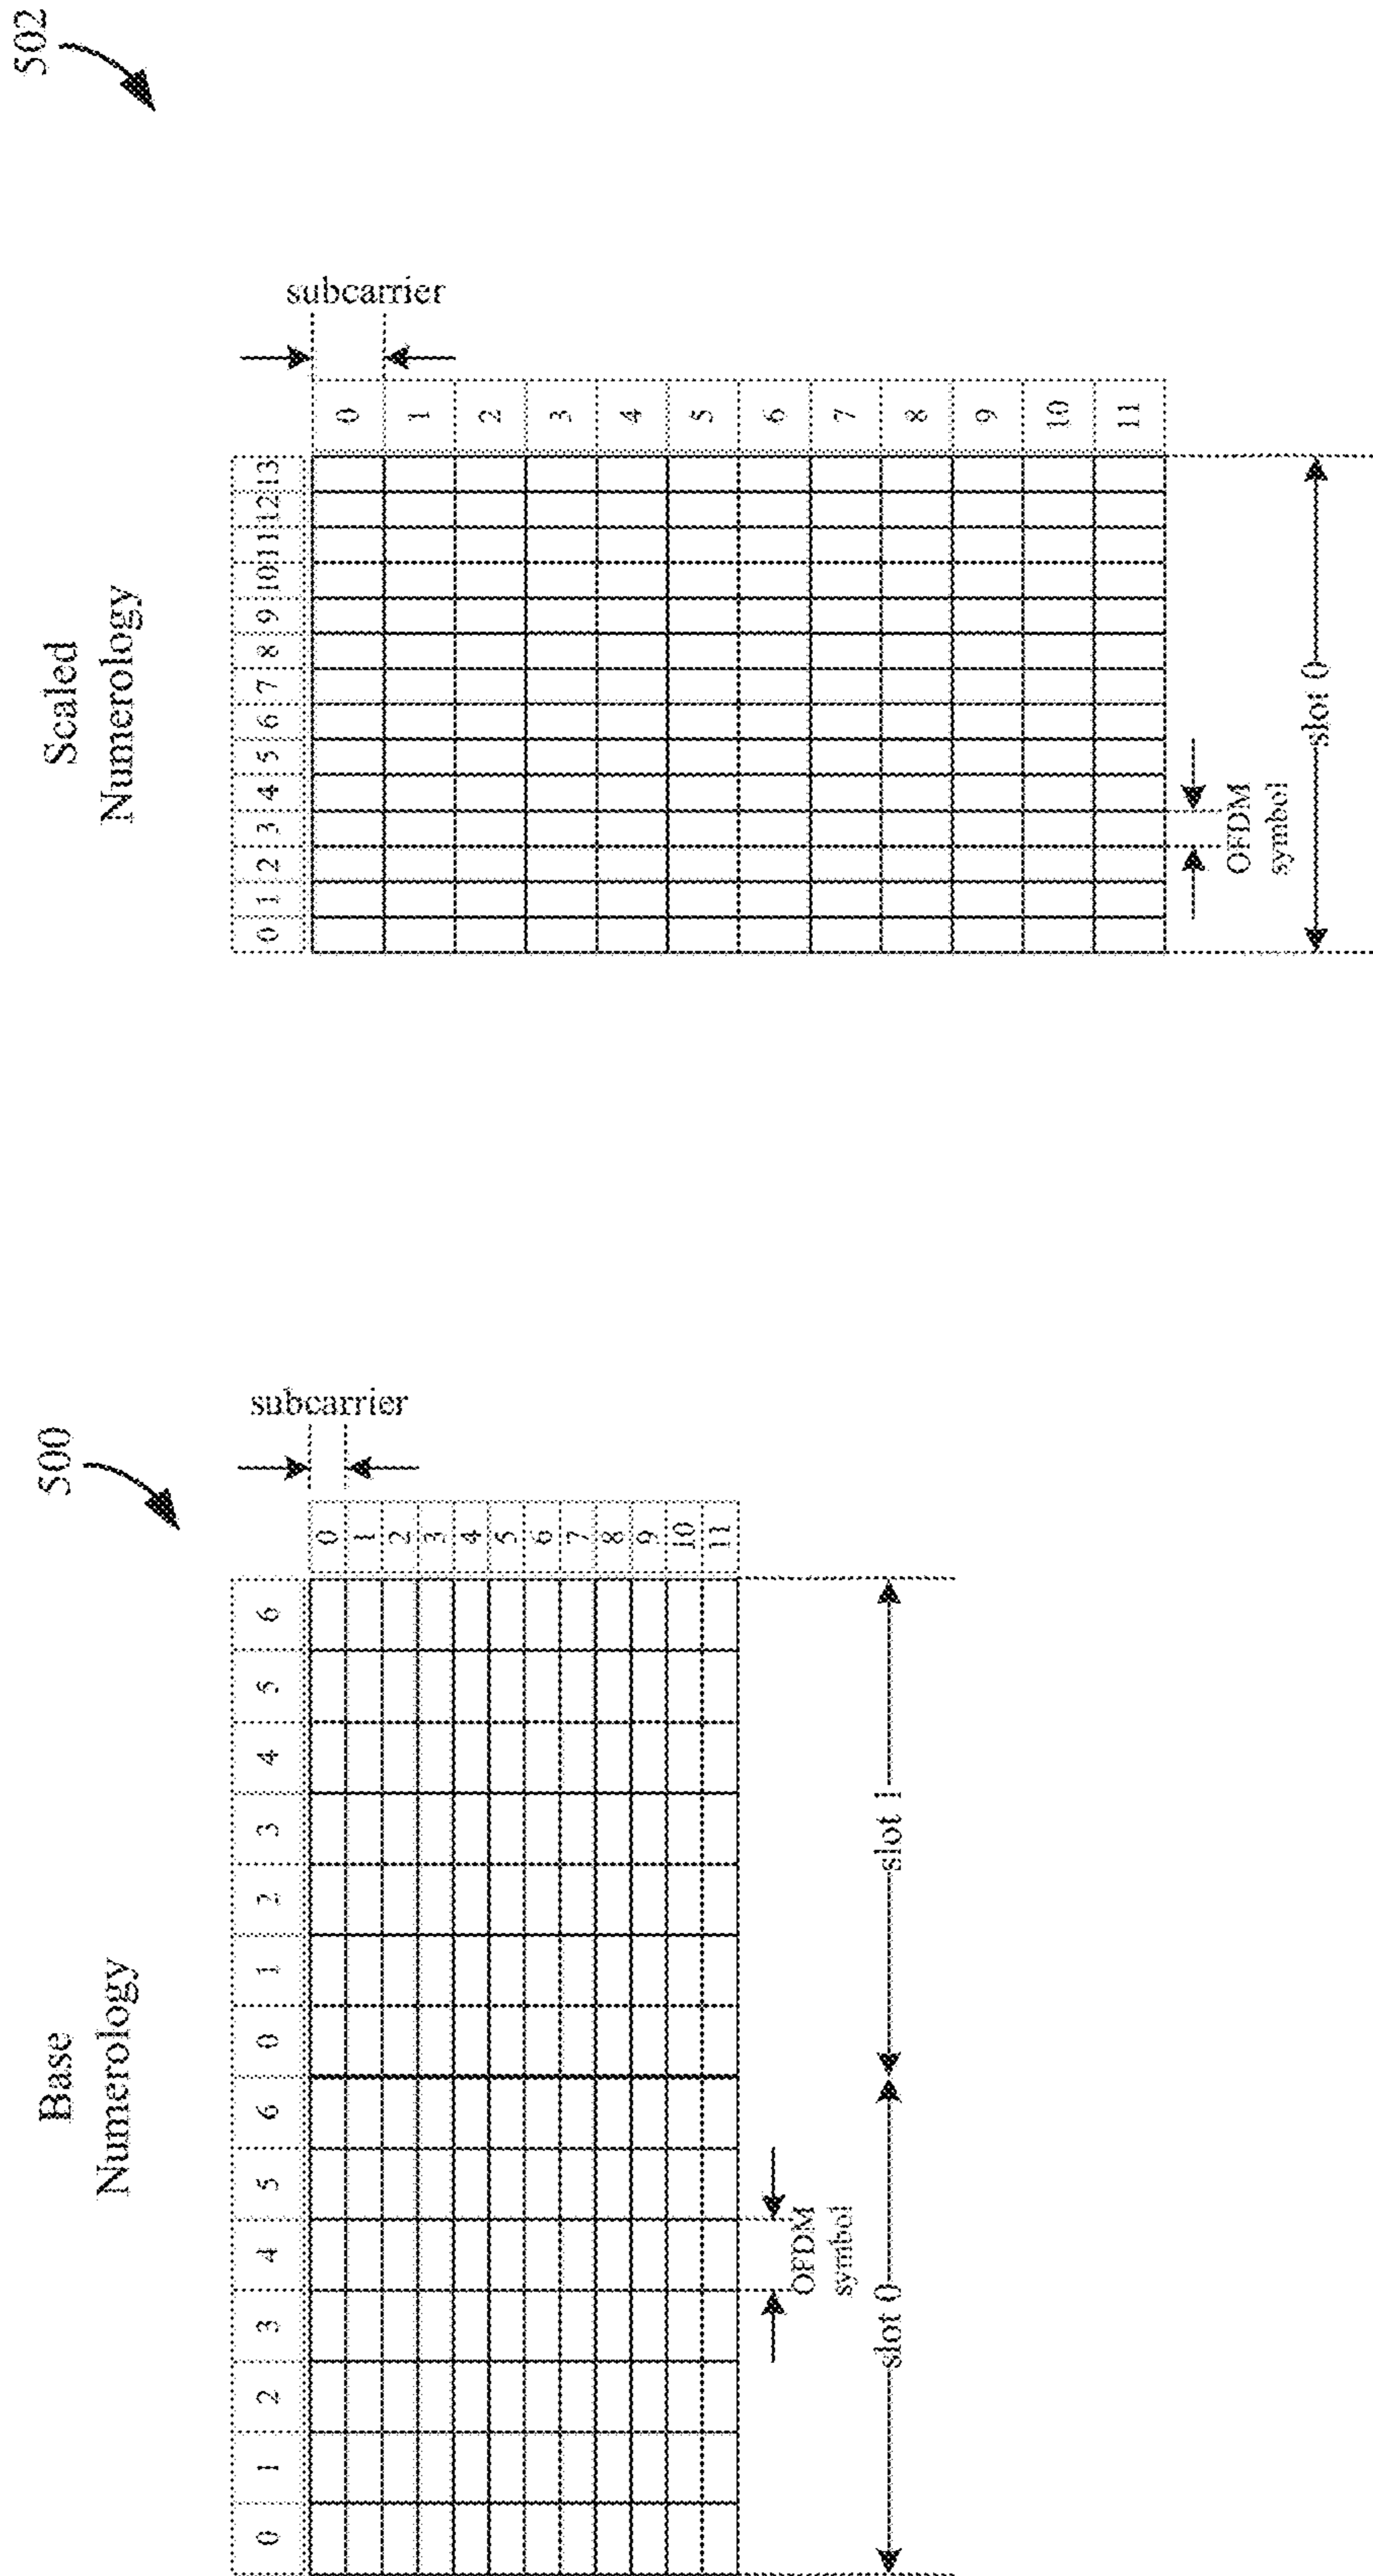 Base
Numerology
500
0 1 2 3 4 5 6 0 1 2 3 4 5 6
subcarrier
0
1
2
3
4
5
6
7
8
9
10
11
OFDM
symbol
slot 0
slot 1
Scaled
Numerology
502
0 1 2 3 4 5 6 7 8 9 10 11 12 13
subcarrier
0
1
2
3
4
5
6
7
8
9
10
11
OFDM
symbol
slot 0